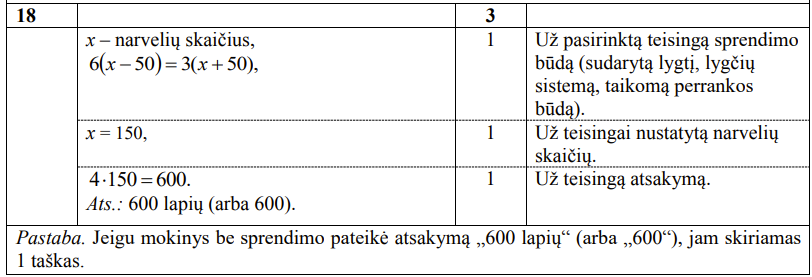 18 3
x – narvelių skaičius, 1 Už pasirinktą teisingą sprendimo
6(x − 50) = 3(x + 50), būdą (sudarytą lygtį, lygčių
sistemą, taikomą perrankos
būdą).
x = 150, 1 Už teisingai nustatytą narvelių
skaičių.
4·150 = 600. 1 Už teisingą atsakymą.
Ats.: 600 lapių (arba 600).
Pastaba. Jeigu mokinys be sprendimo pateikė atsakymą „600 lapių“ (arba „600“), jam skiriamas
1 taškas.